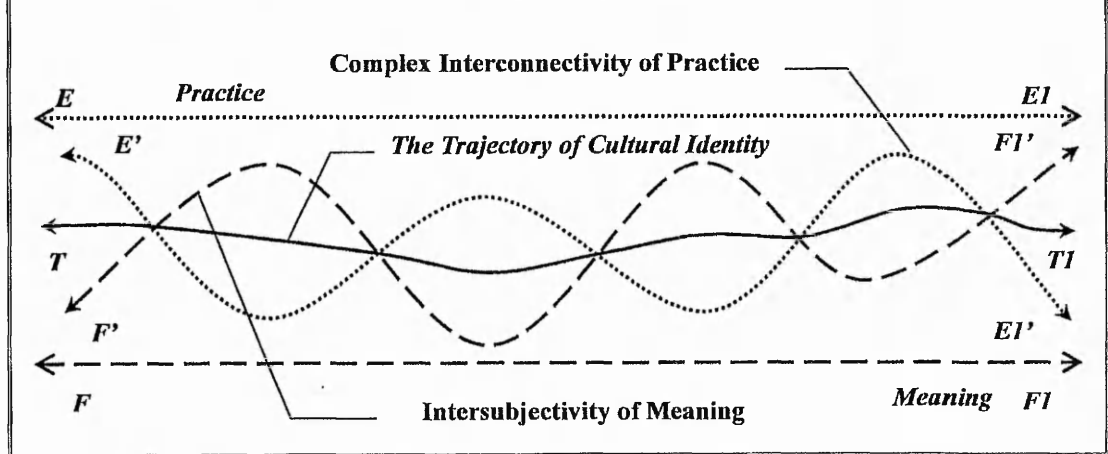 Complex Interconnectivity of Practice
E Practice E1
E' The Trajectory of Cultural Identity F1'
T T1
F' E1'
F Intersubjectivity of Meaning Meaning F1